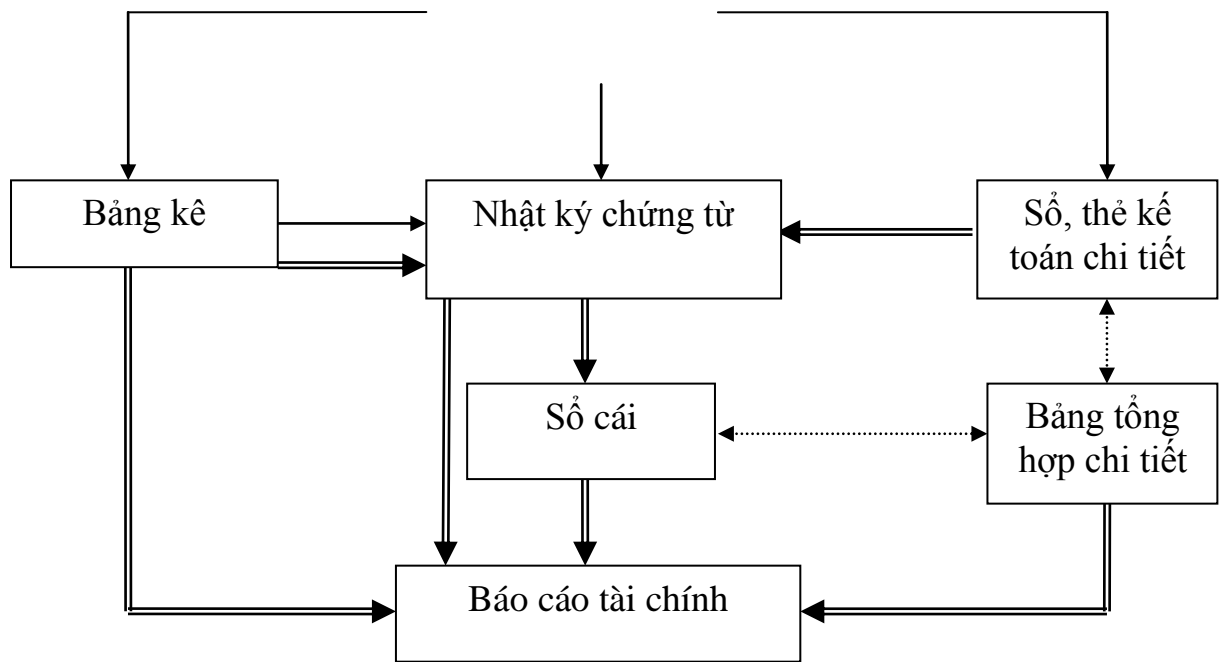 Bảng kê
Nhật ký chứng từ
Sổ, thẻ kế
toán chi tiết
Sổ cái
Bảng tổng
hợp chi tiết
Báo cáo tài chính